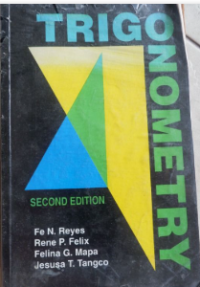 TRIGONOMETRY
SECOND EDITION
Fe N. Reyes
Rene P. Felix
Felina G. Mapa
Jesusa T. Tangco